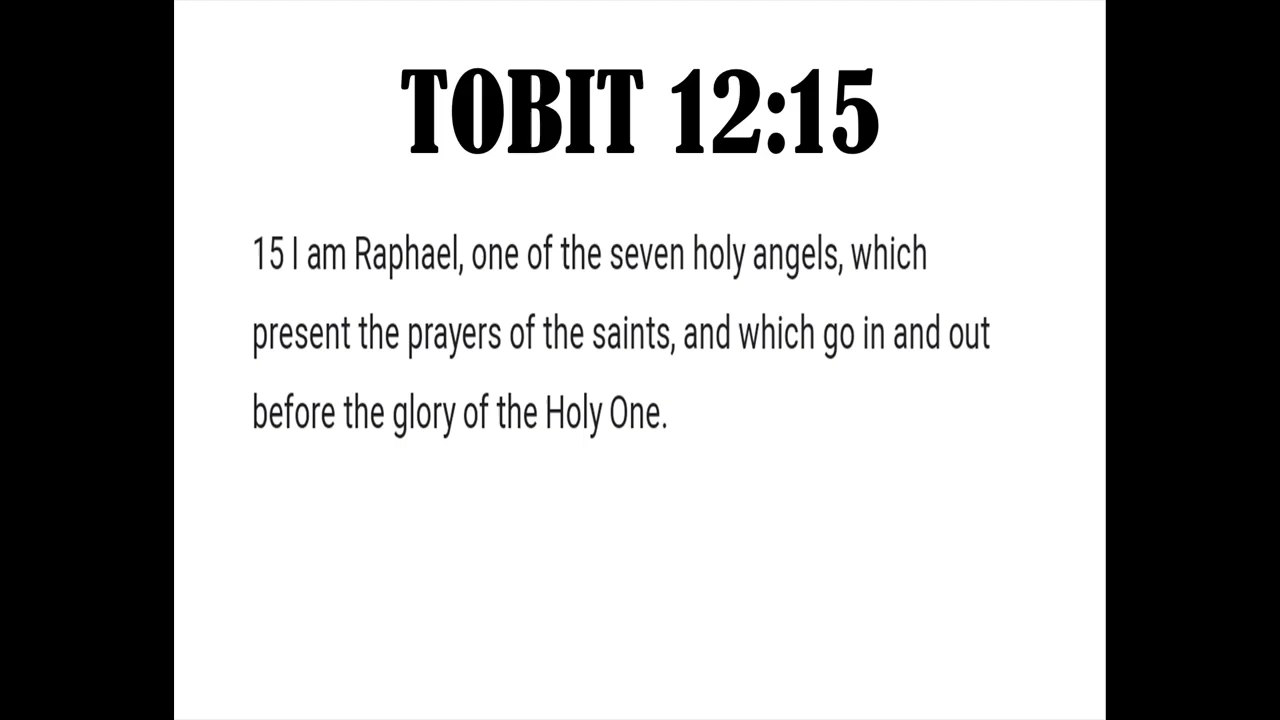 TOBIT 12:15
15 I am Raphael, one of the seven holy angels, which
present the prayers of the saints, and which go in and out
before the glory of the Holy One.